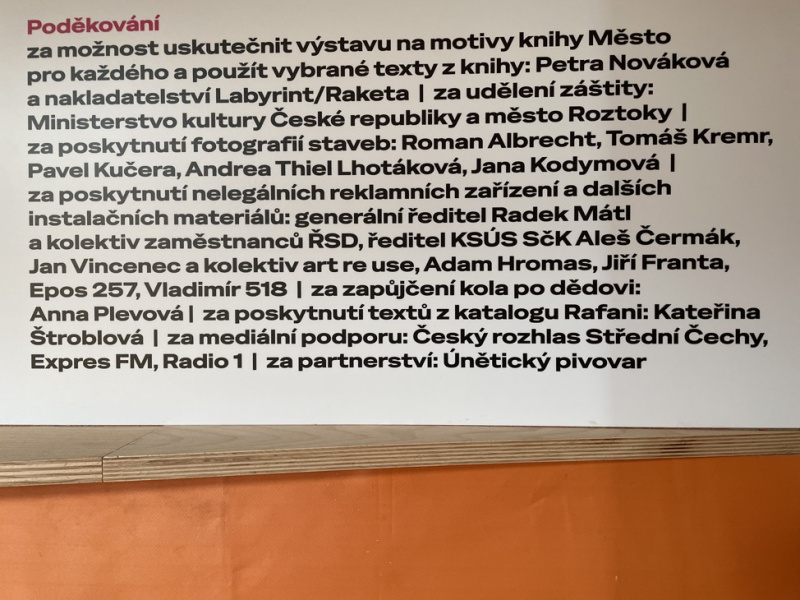 Poděkování
za možnost uskutečnit výstavu na motivy knihy Město
pro každého a použít vybrané texty z knihy: Petra Nováková
a nakladatelství Labyrint/Raketa | za udělení záštity:
Ministerstvo kultury České republiky a město Roztoky |
za poskytnutí fotografií staveb: Roman Albrecht, Tomáš Kremr,
Pavel Kučera, Andrea Thiel Lhotáková, Jana Kodymová |
za poskytnutí nelegálních reklamních zařízení a dalších
instalačních materiálů: generální ředitel Radek Mátl
a kolektiv zaměstnanců ŘSD, ředitel KSÚS SčK Aleš Čermák,
Jan Vincenec a kolektiv art re use, Adam Hromas, Jiří Franta,
Epos 257, Vladimír 518 | za zapůjčení kola po dědovi:
Anna Plevová | za poskytnutí textů z katalogu Rafani: Kateřina
Štroblová | za mediální podporu: Český rozhlas Střední Čechy,
Expres FM, Radio 1 | za partnerství: Únětický pivovar